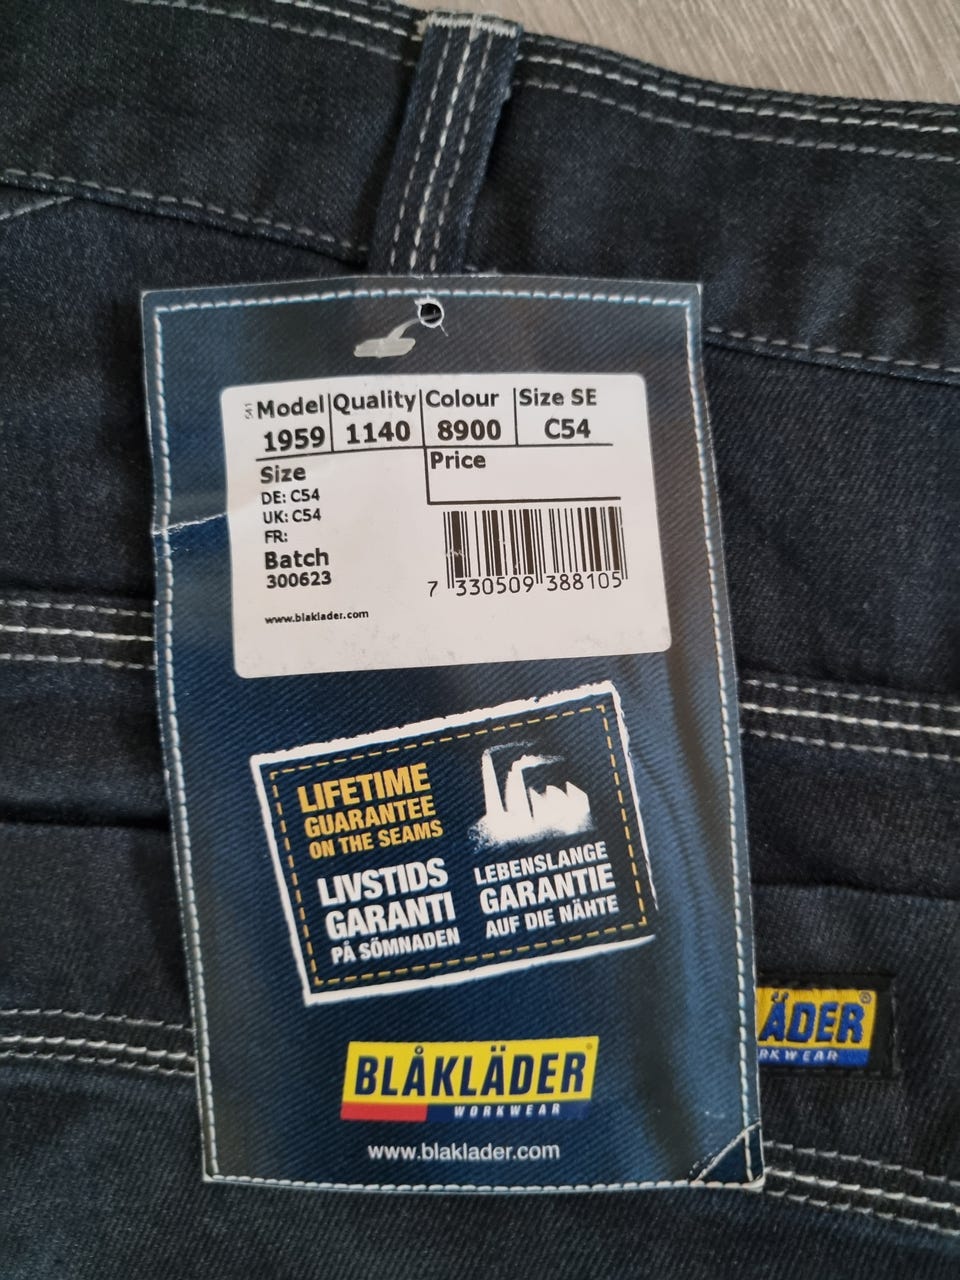 Model Quality Colour Size SE
1959 1140 8900 C54
Size
Price
DE: C54
UK: C54
FR:
Batch
300623
7 330509 388105
www.blaklader.com
LIFETIME
GUARANTEE
ON THE SEAMS
LIVSTIDS
GARANTI
PÅ SÖMNADEN
LEBENSLANGE
GARANTIE
AUF DIE NÄHTE
BLÅKLÄDER
WORKWEAR
www.blaklader.com
ÄDER®
RKWEAR